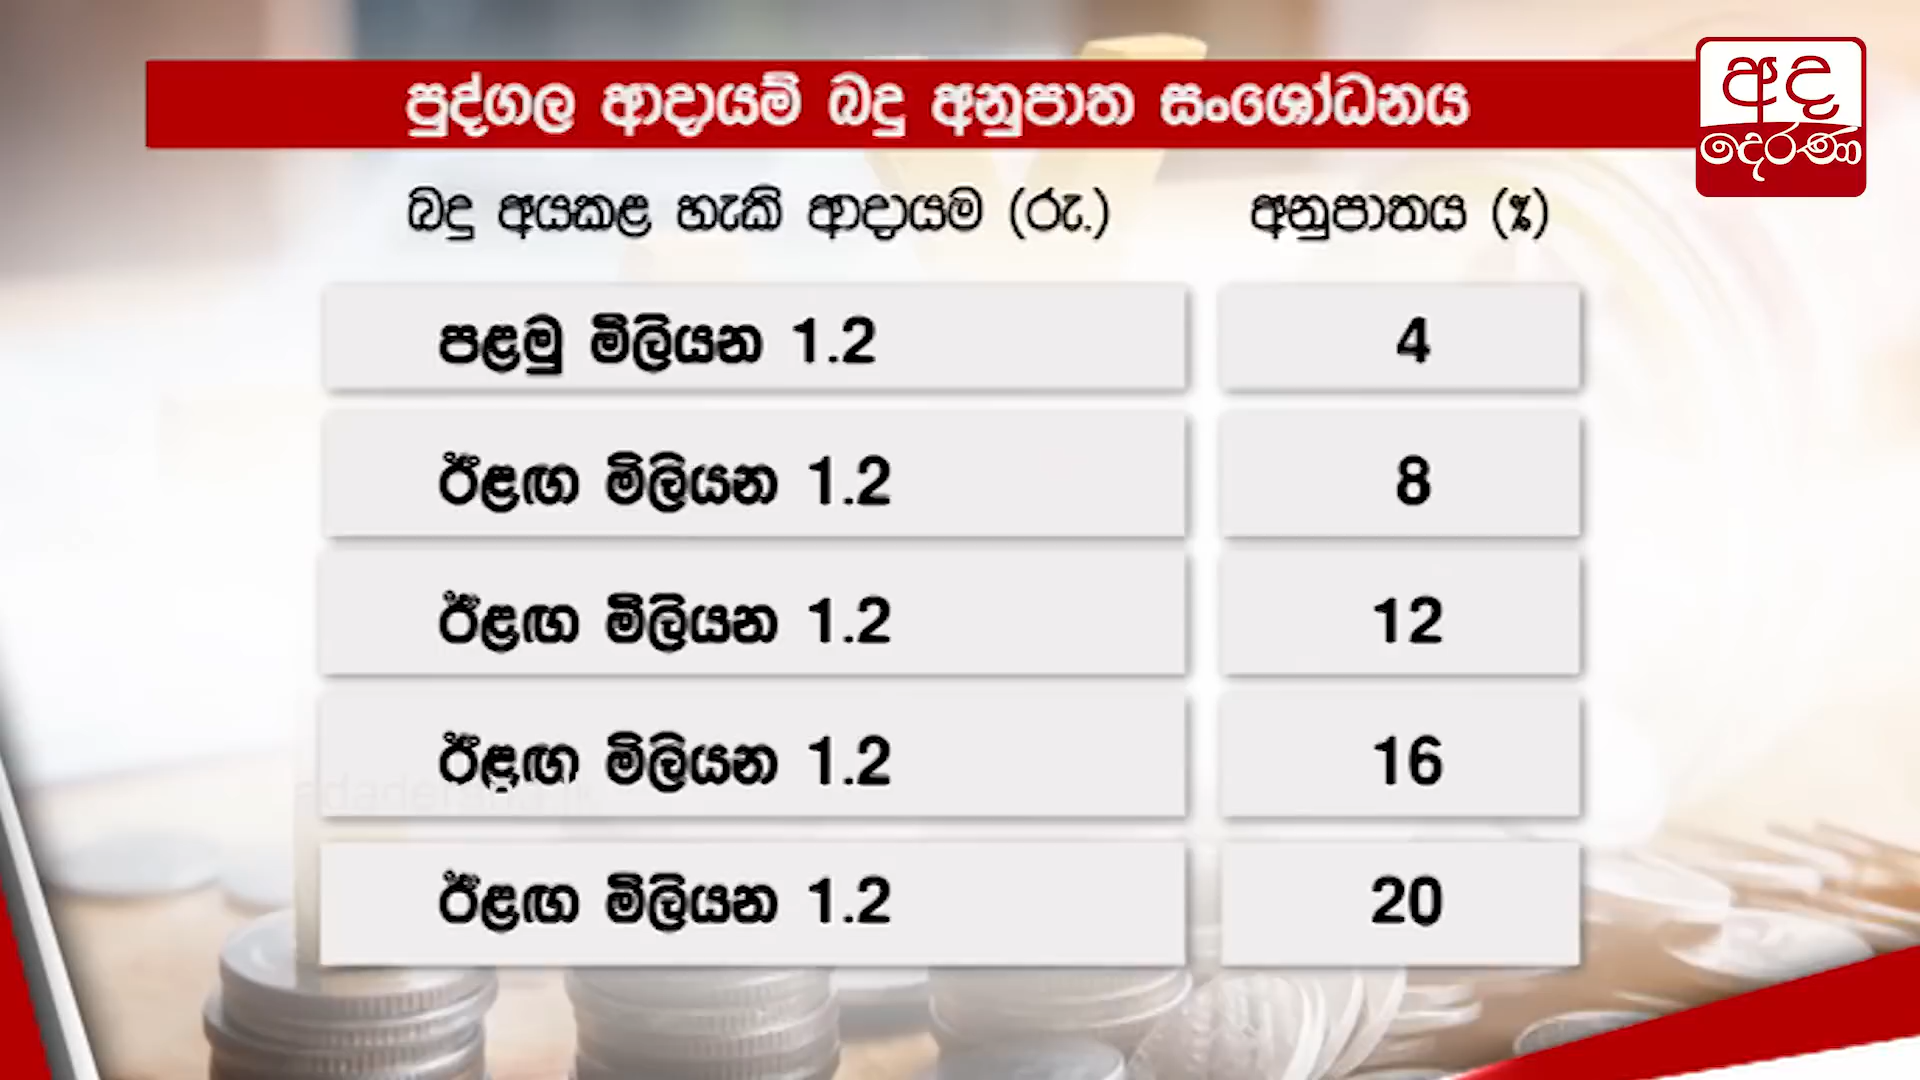 පුද්ගල ආදායම් බදු අනුපාත සංශෝධනය
අද
දෙරණ
බදු අයකළ හැකි ආදායම (රු.) අනුපාතය (%)
පළමු මිලියන 1.2 4
ඊළඟ මිලියන 1.2 8
ඊළඟ මිලියන 1.2 12
ඊළඟ මිලියන 1.2 16
adaderana.lk
ඊළඟ මිලියන 1.2 20